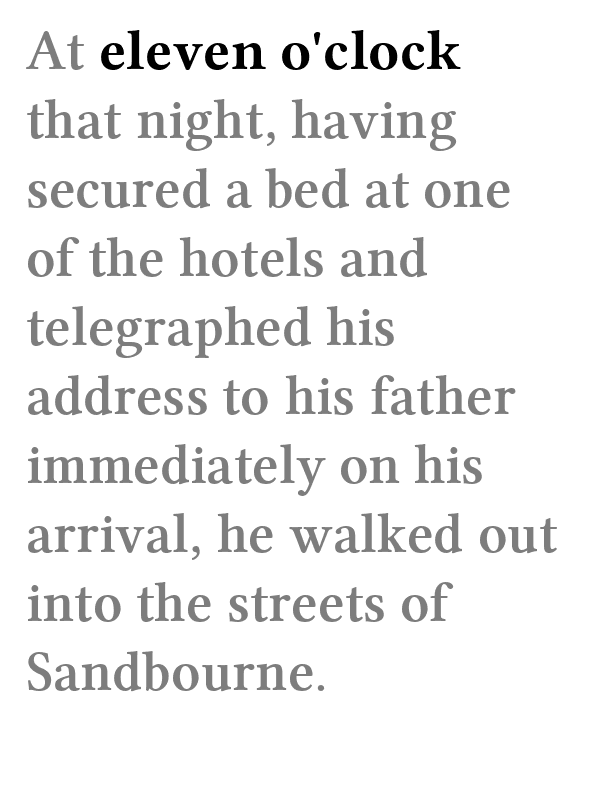 At eleven o'clock
that night, having
secured a bed at one
of the hotels and
telegraphed his
address to his father
immediately on his
arrival, he walked out
into the streets of
Sandbourne.